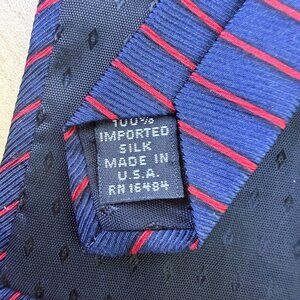 100%
IMPORTED
SILK
MADE IN
U.S.A.
RN 16484